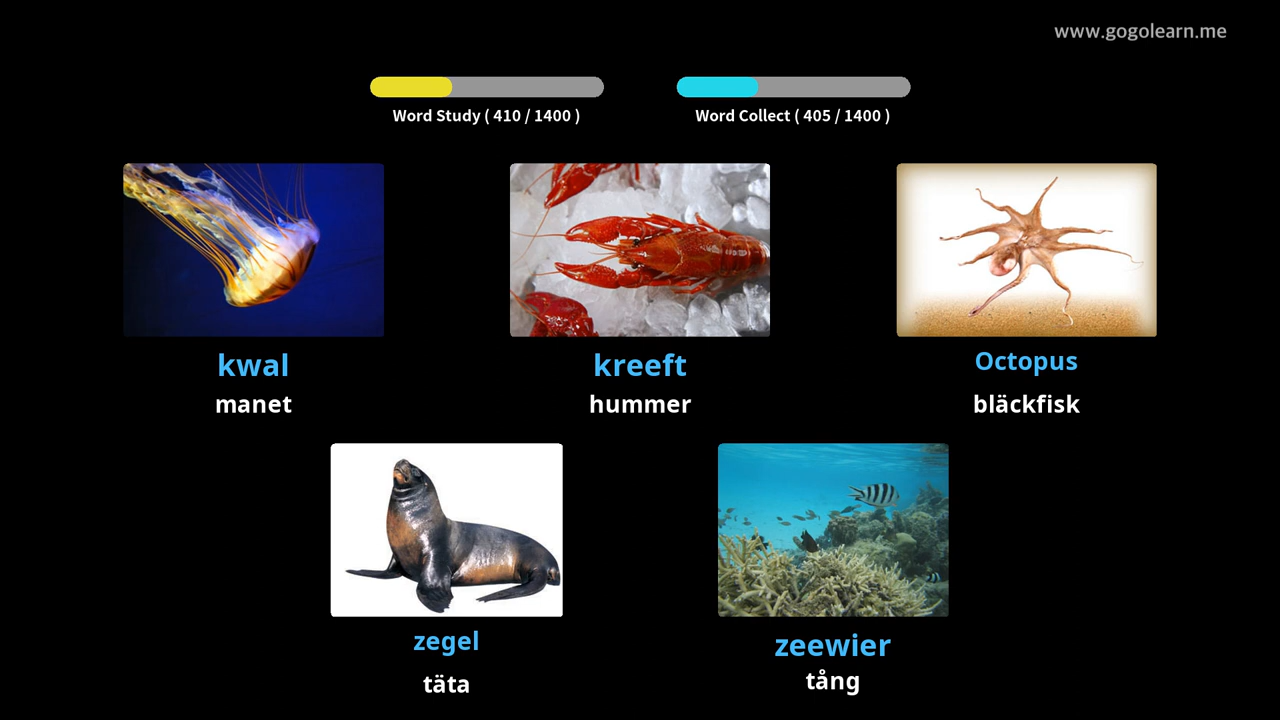 www.gogolearn.me
Word Study ( 410 / 1400 )
Word Collect ( 405 / 1400 )
kwal
manet
kreeft
hummer
Octopus
bläckfisk
zegel
täta
zeewier
tång